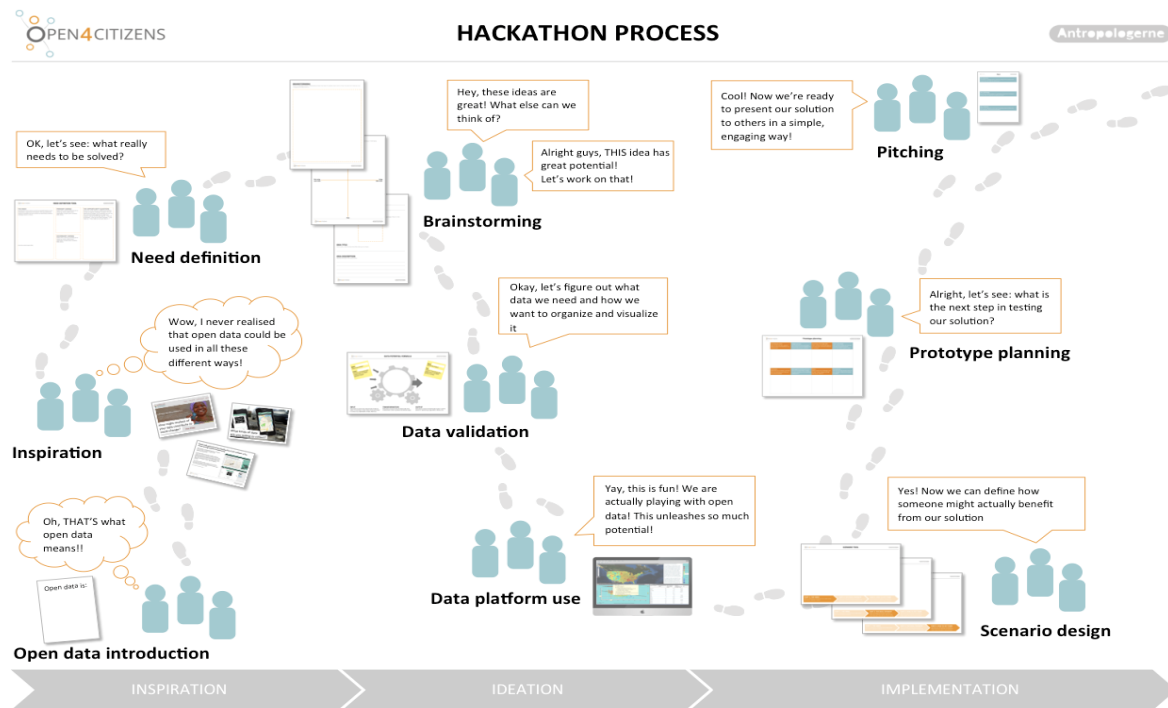 OPEN4CITIZENS
HACKATHON PROCESS
Antropologerne
OK, let's see: what really
needs to be solved?
Need definition
Wow, I never realised
that open data could be
used in all these
different ways!
Inspiration
Oh, THAT'S what
open data
means!!
Open data is:
Open data introduction
Hey, these ideas are
great! What else can we
think of?
Alright guys, THIS idea has
great potential!
Let's work on that!
Brainstorming
Okay, let's figure out what
data we need and how we
want to organize and visualize
it
Data validation
Yay, this is fun! We are
actually playing with open
data! This unleashes so much
potential!
Data platform use
Cool! Now we're ready
to present our solution
to others in a simple,
engaging way!
Pitching
Alright, let's see: what is
the next step in testing
our solution?
Prototype planning
Yes! Now we can define how
someone might actually benefit
from our solution
Scenario design
INSPIRATION
IDEATION
IMPLEMENTATION